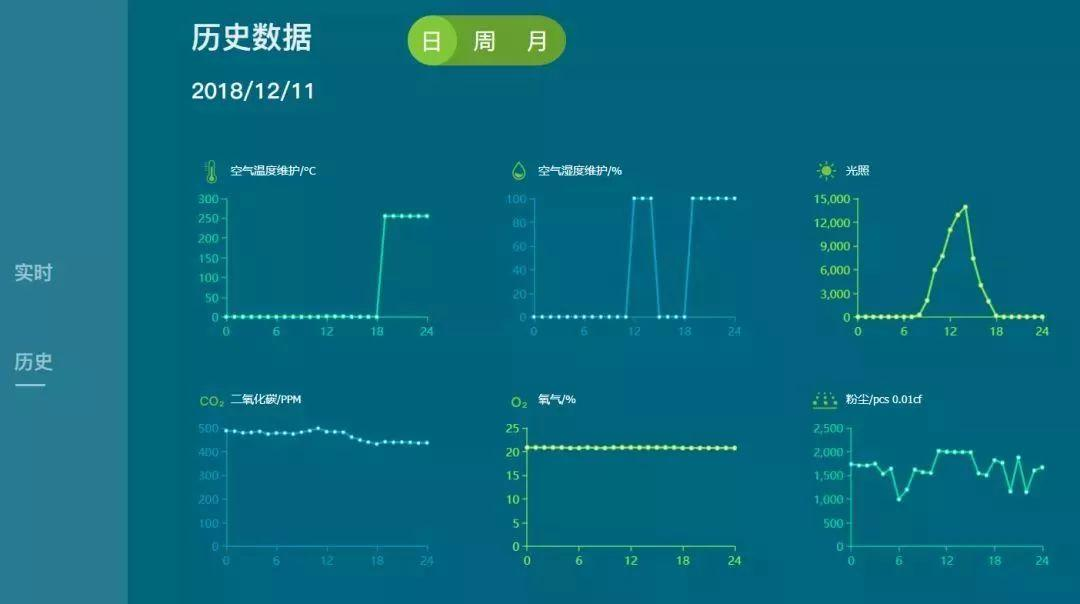 历史数据
日 周 月
2018/12/11
实时
历史
空气温度维护/°C
300
250
200
150
100
50
0
0 6 12 18 24
空气湿度维护/%
100
80
60
40
20
0
0 6 12 18 24
光照
15,000
12,000
9,000
6,000
3,000
0
0 6 12 18 24
CO₂ 二氧化碳/PPM
500
400
300
200
100
0
0 6 12 18 24
O₂ 氧气/%
25
20
15
10
5
0
0 6 12 18 24
粉尘/pcs 0.01cf
2,500
2,000
1,500
1,000
500
0
0 6 12 18 24